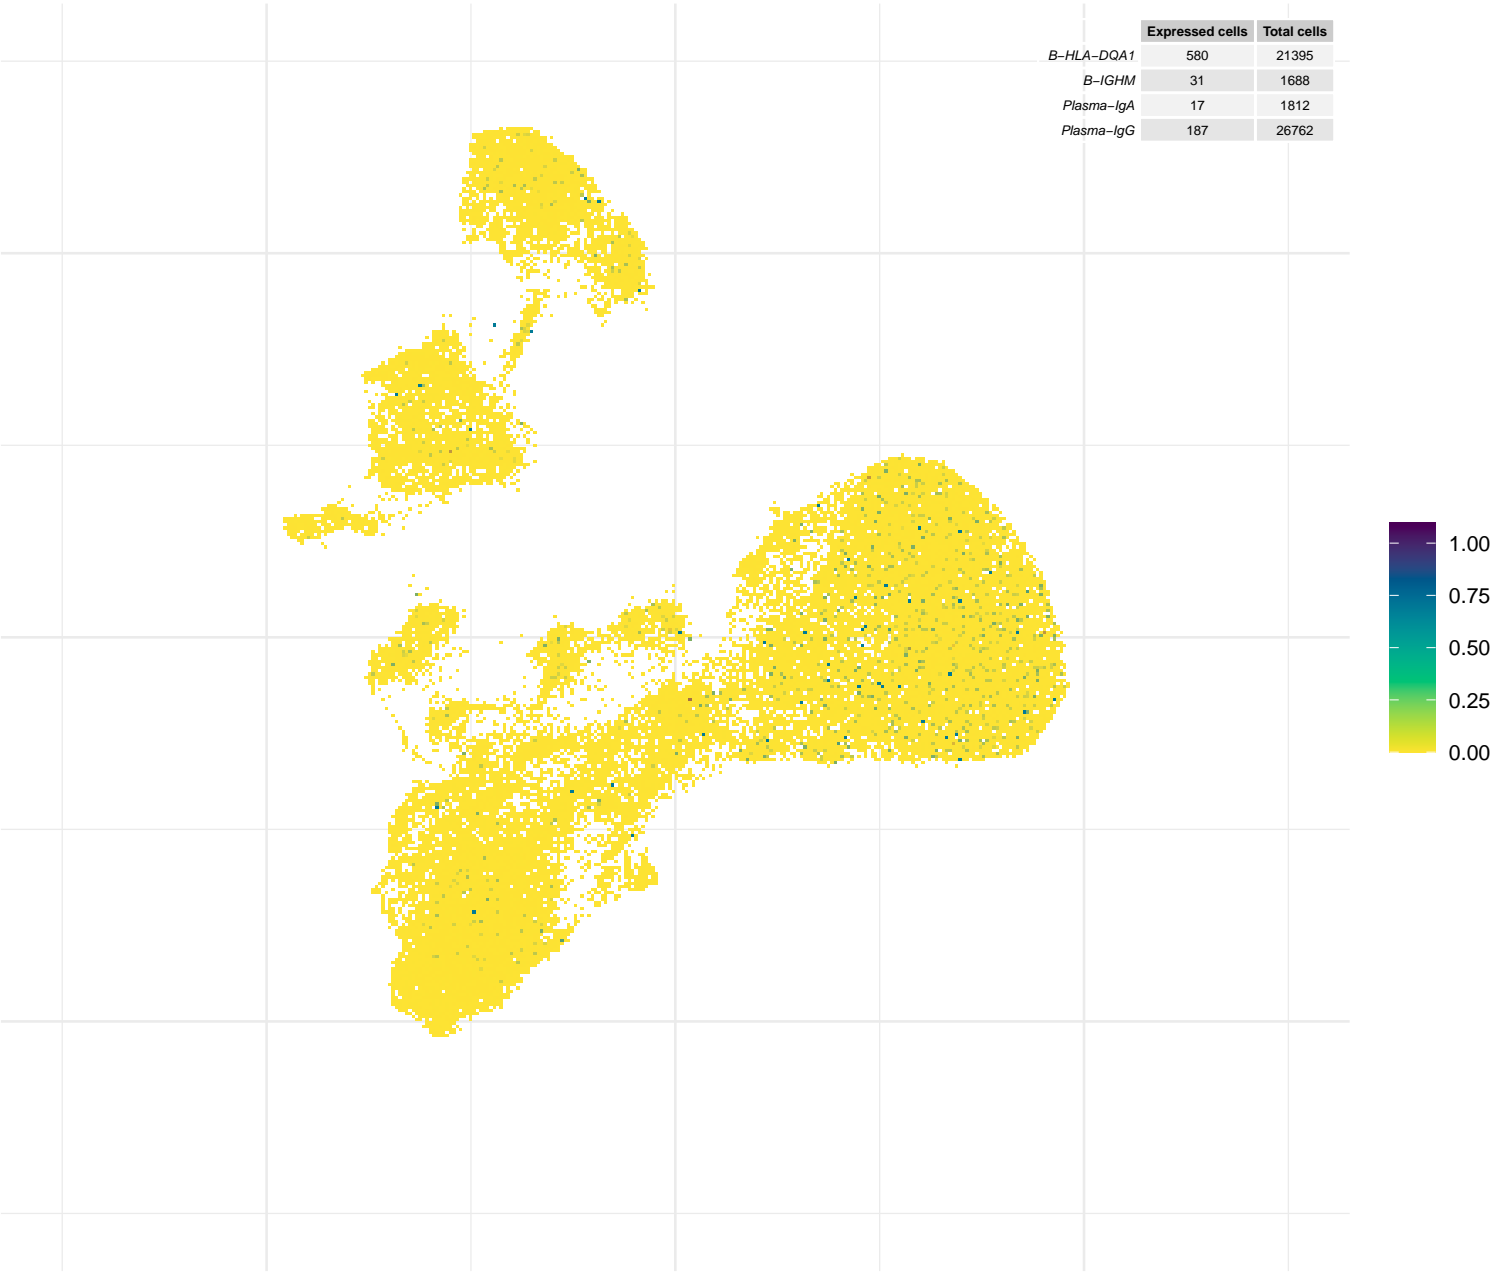 Expressed cells Total cells
B−HLA−DQA1 580 21395
B−IGHM 31 1688
Plasma−IgA 17 1812
Plasma−IgG 187 26762
1.00
0.75
0.50
0.25
0.00